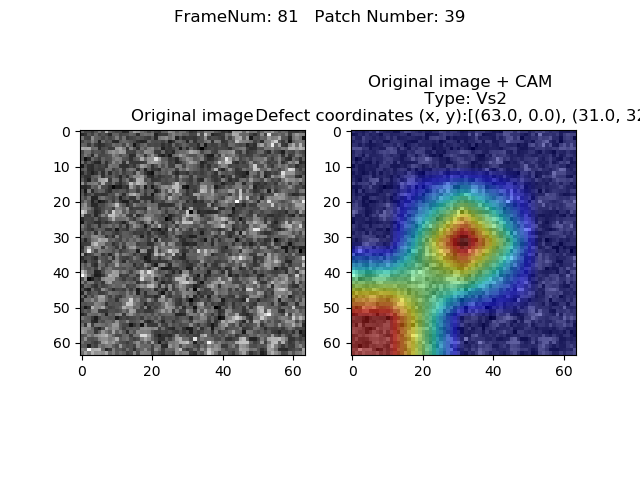 FrameNum: 81   Patch Number: 39
Original image + CAM
Type: Vs2
Original image Defect coordinates (x, y):[(63.0, 0.0), (31.0, 32
0
10
20
30
40
50
60
0 20 40 60
0
10
20
30
40
50
60
0 20 40 60